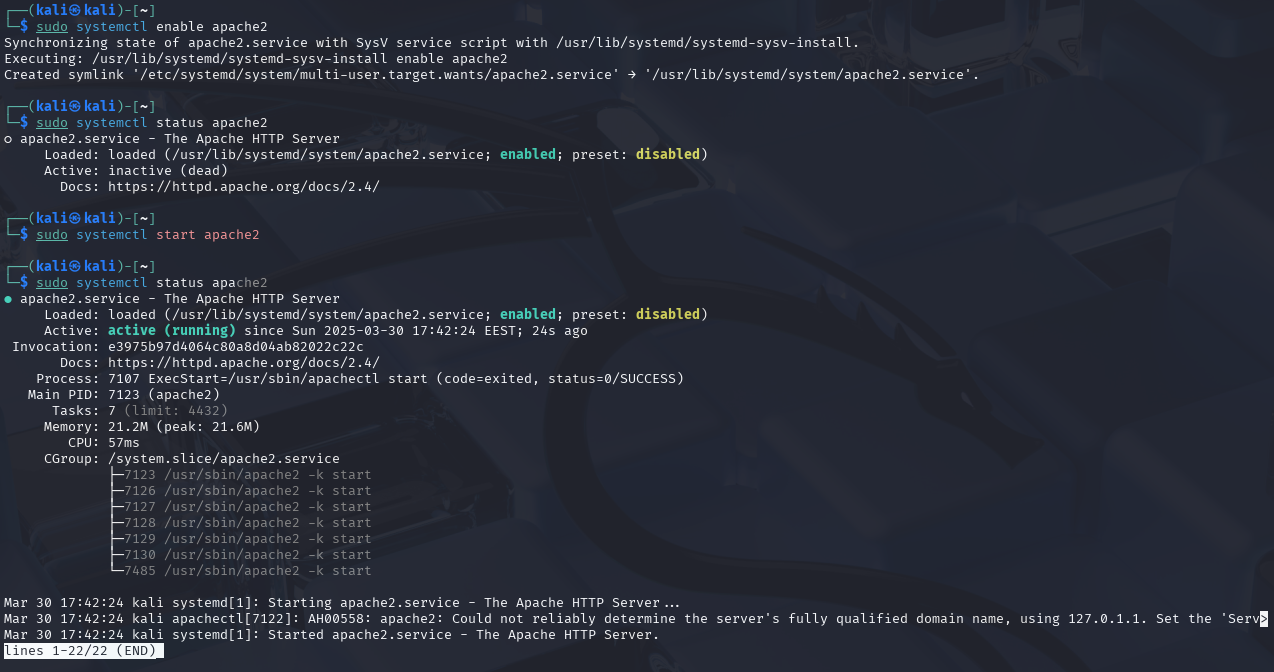 ┌──(kali㉿kali)-[~]
└─$ sudo systemctl enable apache2
Synchronizing state of apache2.service with SysV service script with /usr/lib/systemd/systemd-sysv-install.
Executing: /usr/lib/systemd/systemd-sysv-install enable apache2
Created symlink '/etc/systemd/system/multi-user.target.wants/apache2.service' → '/usr/lib/systemd/system/apache2.service'.
┌──(kali㉿kali)-[~]
└─$ sudo systemctl status apache2
○ apache2.service - The Apache HTTP Server
     Loaded: loaded (/usr/lib/systemd/system/apache2.service; enabled; preset: disabled)
     Active: inactive (dead)
       Docs: https://httpd.apache.org/docs/2.4/
┌──(kali㉿kali)-[~]
└─$ sudo systemctl start apache2
┌──(kali㉿kali)-[~]
└─$ sudo systemctl status apache2
● apache2.service - The Apache HTTP Server
     Loaded: loaded (/usr/lib/systemd/system/apache2.service; enabled; preset: disabled)
     Active: active (running) since Sun 2025-03-30 17:42:24 EEST; 24s ago
 Invocation: e3975b97d4064c80a8d04ab82022c22c
       Docs: https://httpd.apache.org/docs/2.4/
    Process: 7107 ExecStart=/usr/sbin/apachectl start (code=exited, status=0/SUCCESS)
   Main PID: 7123 (apache2)
      Tasks: 7 (limit: 4432)
     Memory: 21.2M (peak: 21.6M)
        CPU: 57ms
     CGroup: /system.slice/apache2.service
             ├─7123 /usr/sbin/apache2 -k start
             ├─7126 /usr/sbin/apache2 -k start
             ├─7127 /usr/sbin/apache2 -k start
             ├─7128 /usr/sbin/apache2 -k start
             ├─7129 /usr/sbin/apache2 -k start
             ├─7130 /usr/sbin/apache2 -k start
             └─7485 /usr/sbin/apache2 -k start
Mar 30 17:42:24 kali systemd[1]: Starting apache2.service - The Apache HTTP Server...
Mar 30 17:42:24 kali apachectl[7122]: AH00558: apache2: Could not reliably determine the server's fully qualified domain name, using 127.0.1.1. Set the 'Serv>
Mar 30 17:42:24 kali systemd[1]: Started apache2.service - The Apache HTTP Server.
lines 1-22/22 (END)